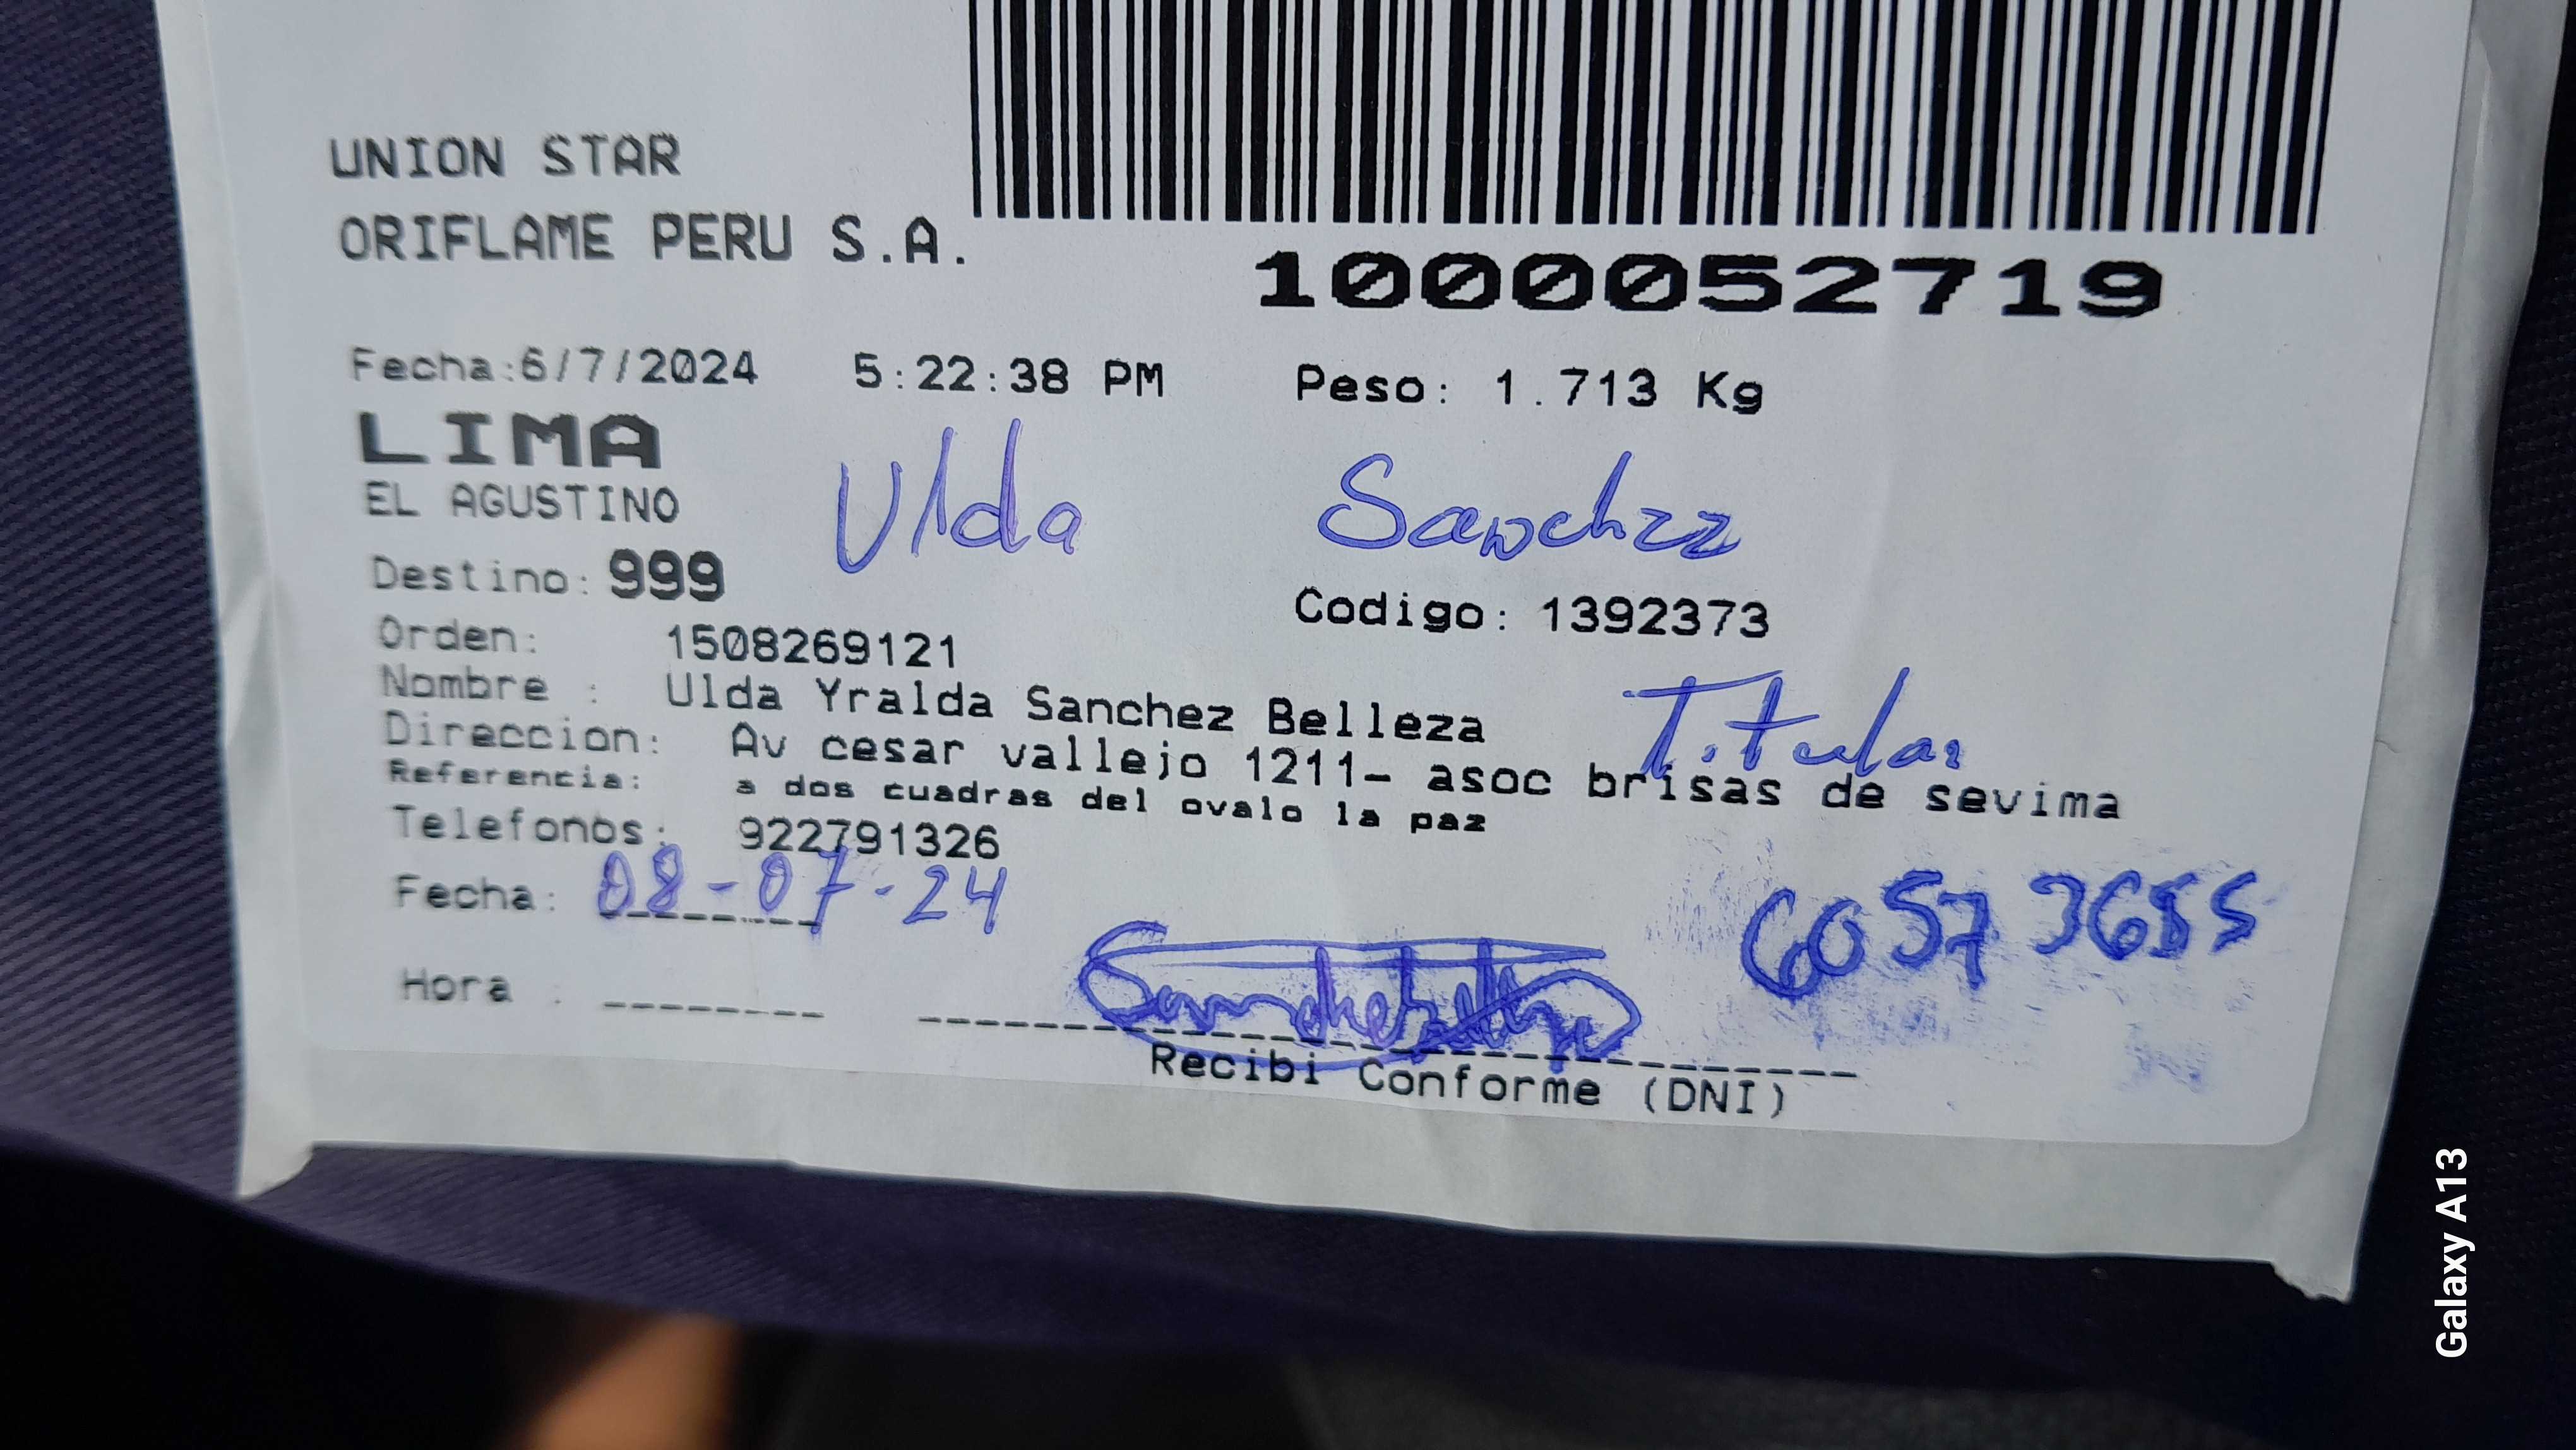 UNION STAR
ORIFLAME PERU S.A.
1000052719
Fecha:6/7/2024 5:22:38 PM Peso: 1.713 Kg
LIMA
EL AGUSTINO
Ulda Sanchez
Destino: 999
Codigo: 1392373
Orden: 1508269121
Nombre : Ulda Yralda Sanchez Belleza
Titular
Direccion: Av cesar vallejo 1211- asoc brisas de sevima
Referencia: a dos cuadras del ovalo la paz
Telefonos: 922791326
Fecha: 08-07-24
Hora :
Recibi Conforme (DNI)
Galaxy A13